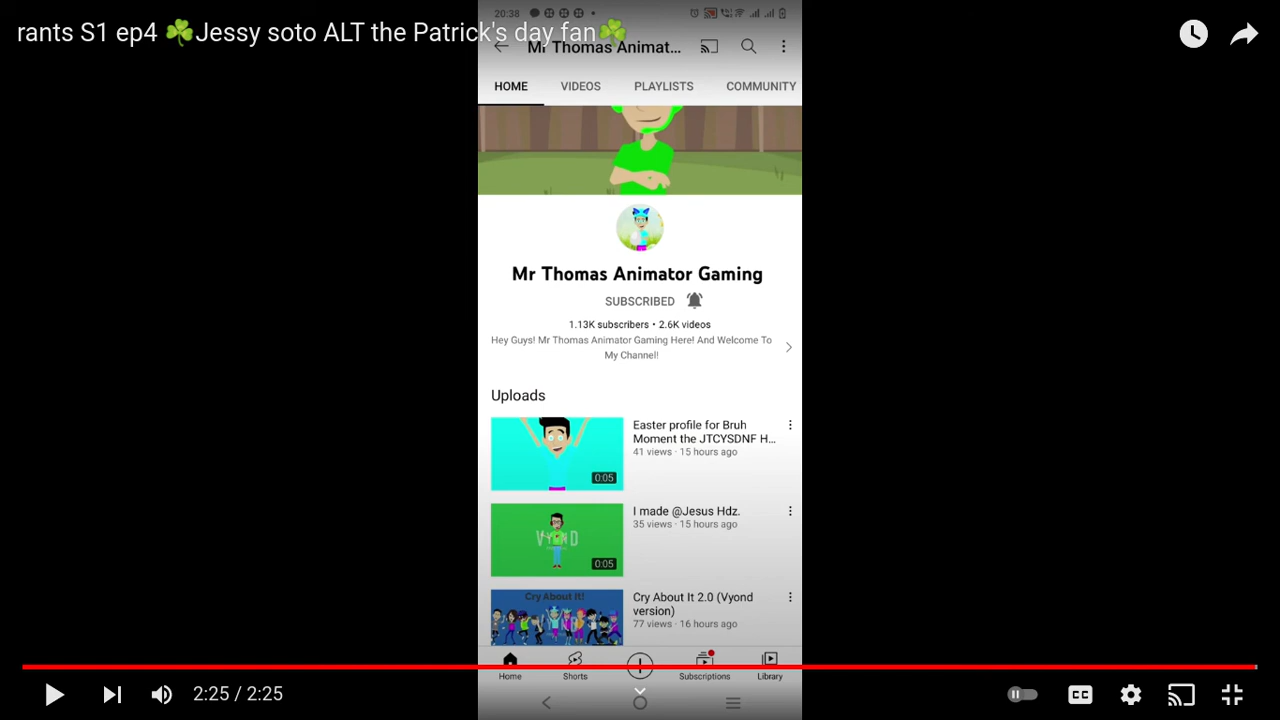 20:38
rants S1 ep4 ☘️Jessy soto ALT the Patrick's day fan☘️
Mr Thomas Animat...
HOME VIDEOS PLAYLISTS COMMUNITY
Mr Thomas Animator Gaming
SUBSCRIBED
1.13K subscribers • 2.6K videos
Hey Guys! Mr Thomas Animator Gaming Here! And Welcome To
My Channel!
Uploads
Easter profile for Bruh
Moment the JTCYSDNF H...
41 views · 15 hours ago
0:05
I made @Jesus Hdz.
35 views · 15 hours ago
VYOND
0:05
Cry About It!
Cry About It 2.0 (Vyond
version)
77 views · 16 hours ago
Home Shorts Subscriptions Library
2:25 / 2:25
CC